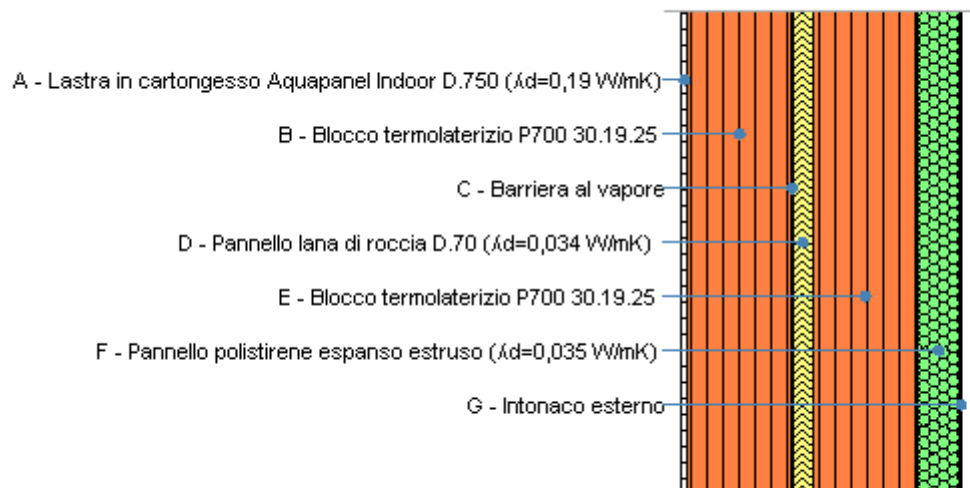 A - Lastra in cartongesso Aquapanel Indoor D.750 (λd=0,19 W/mK)
B - Blocco termolaterizio P700 30.19.25
C - Barriera al vapore
D - Pannello lana di roccia D.70 (λd=0,034 W/mK)
E - Blocco termolaterizio P700 30.19.25
F - Pannello polistirene espanso estruso (λd=0,035 W/mK)
G - Intonaco esterno